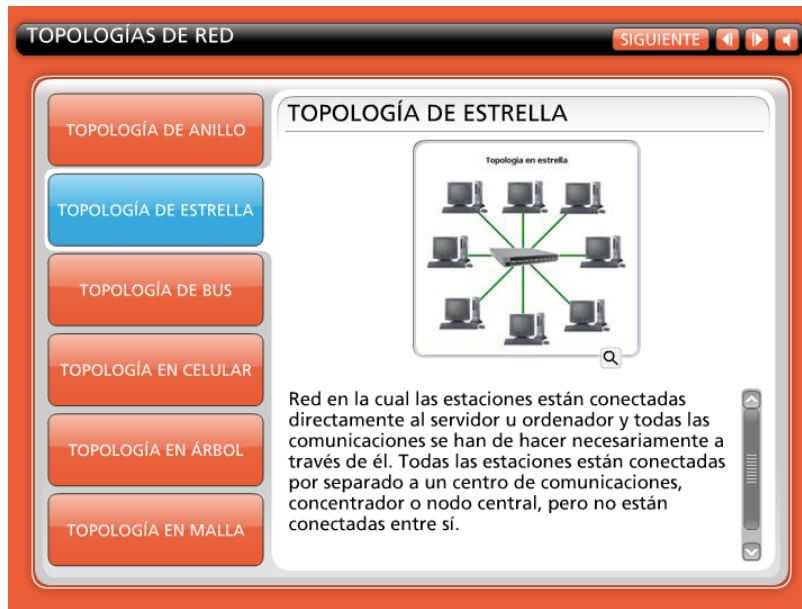 TOPOLOGÍAS DE RED
SIGUIENTE
TOPOLOGÍA DE ANILLO
TOPOLOGÍA DE ESTRELLA
TOPOLOGÍA DE BUS
TOPOLOGÍA EN CELULAR
TOPOLOGÍA EN ÁRBOL
TOPOLOGÍA EN MALLA
TOPOLOGÍA DE ESTRELLA
Topología en estrella
Red en la cual las estaciones están conectadas
directamente al servidor u ordenador y todas las
comunicaciones se han de hacer necesariamente a
través de él. Todas las estaciones están conectadas
por separado a un centro de comunicaciones,
concentrador o nodo central, pero no están
conectadas entre sí.